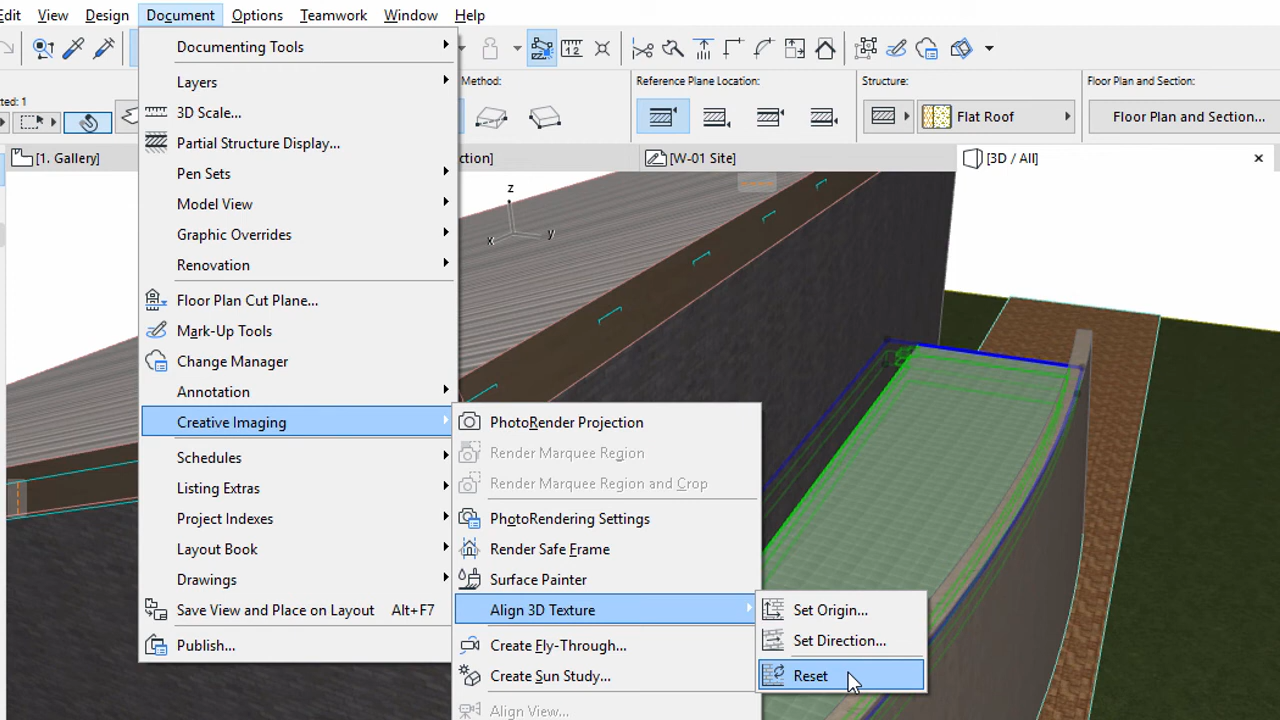 Edit View Design Document Options Teamwork Window Help
Documenting Tools
Layers
3D Scale...
Partial Structure Display...
Pen Sets
Model View
Graphic Overrides
Renovation
Floor Plan Cut Plane...
Mark-Up Tools
Change Manager
Annotation
Creative Imaging
Schedules
Listing Extras
Project Indexes
Layout Book
Drawings
Save View and Place on Layout Alt+F7
Publish...
PhotoRender Projection
Render Marquee Region
Render Marquee Region and Crop
PhotoRendering Settings
Render Safe Frame
Surface Painter
Align 3D Texture
Create Fly-Through...
Create Sun Study...
Align View...
Set Origin...
Set Direction...
Reset
12
ted: 1
Method:
Reference Plane Location:
Structure:
Flat Roof
Floor Plan and Section:
Floor Plan and Section...
[1. Gallery]
ction]
[W-01 Site]
[3D / All]
z
x
y